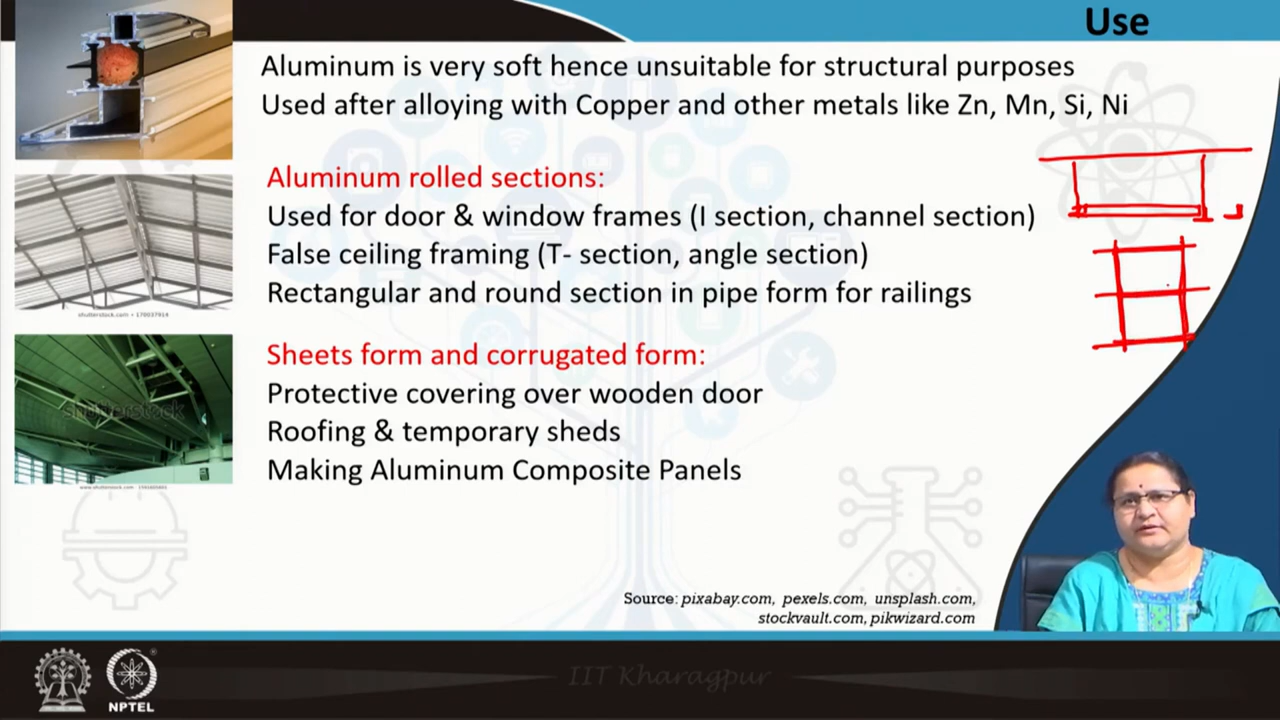 Use
Aluminum is very soft hence unsuitable for structural purposes
Used after alloying with Copper and other metals like Zn, Mn, Si, Ni
Aluminum rolled sections:
Used for door & window frames (I section, channel section)
False ceiling framing (T- section, angle section)
Rectangular and round section in pipe form for railings
shutterstock.com • 170037914
Sheets form and corrugated form:
Protective covering over wooden door
Roofing & temporary sheds
Making Aluminum Composite Panels
shutterstock
Source: pixabay.com, pexels.com, unsplash.com,
stockvault.com, pikwizard.com
IIT Kharagpur
NPTEL